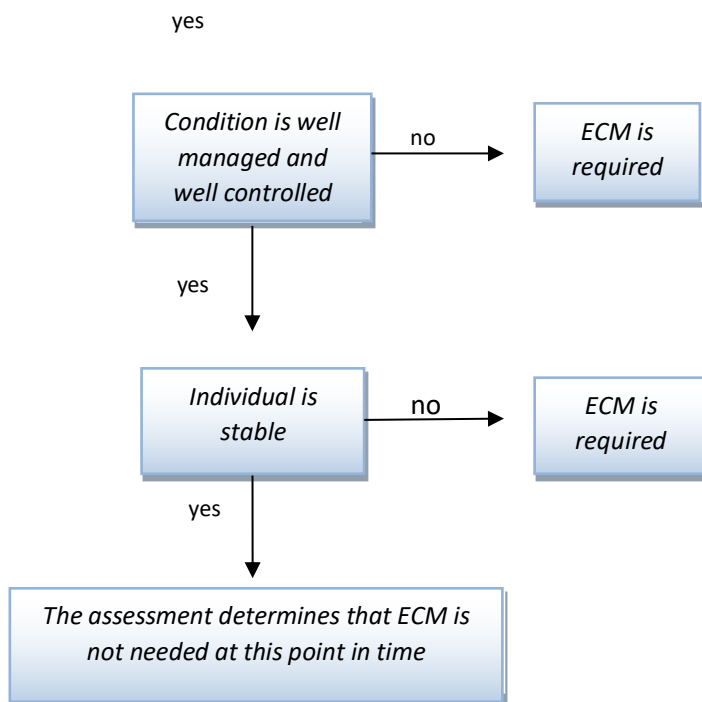 yes
Condition is well
managed and
well controlled
no
ECM is
required
yes
Individual is
stable
no
ECM is
required
yes
The assessment determines that ECM is
not needed at this point in time